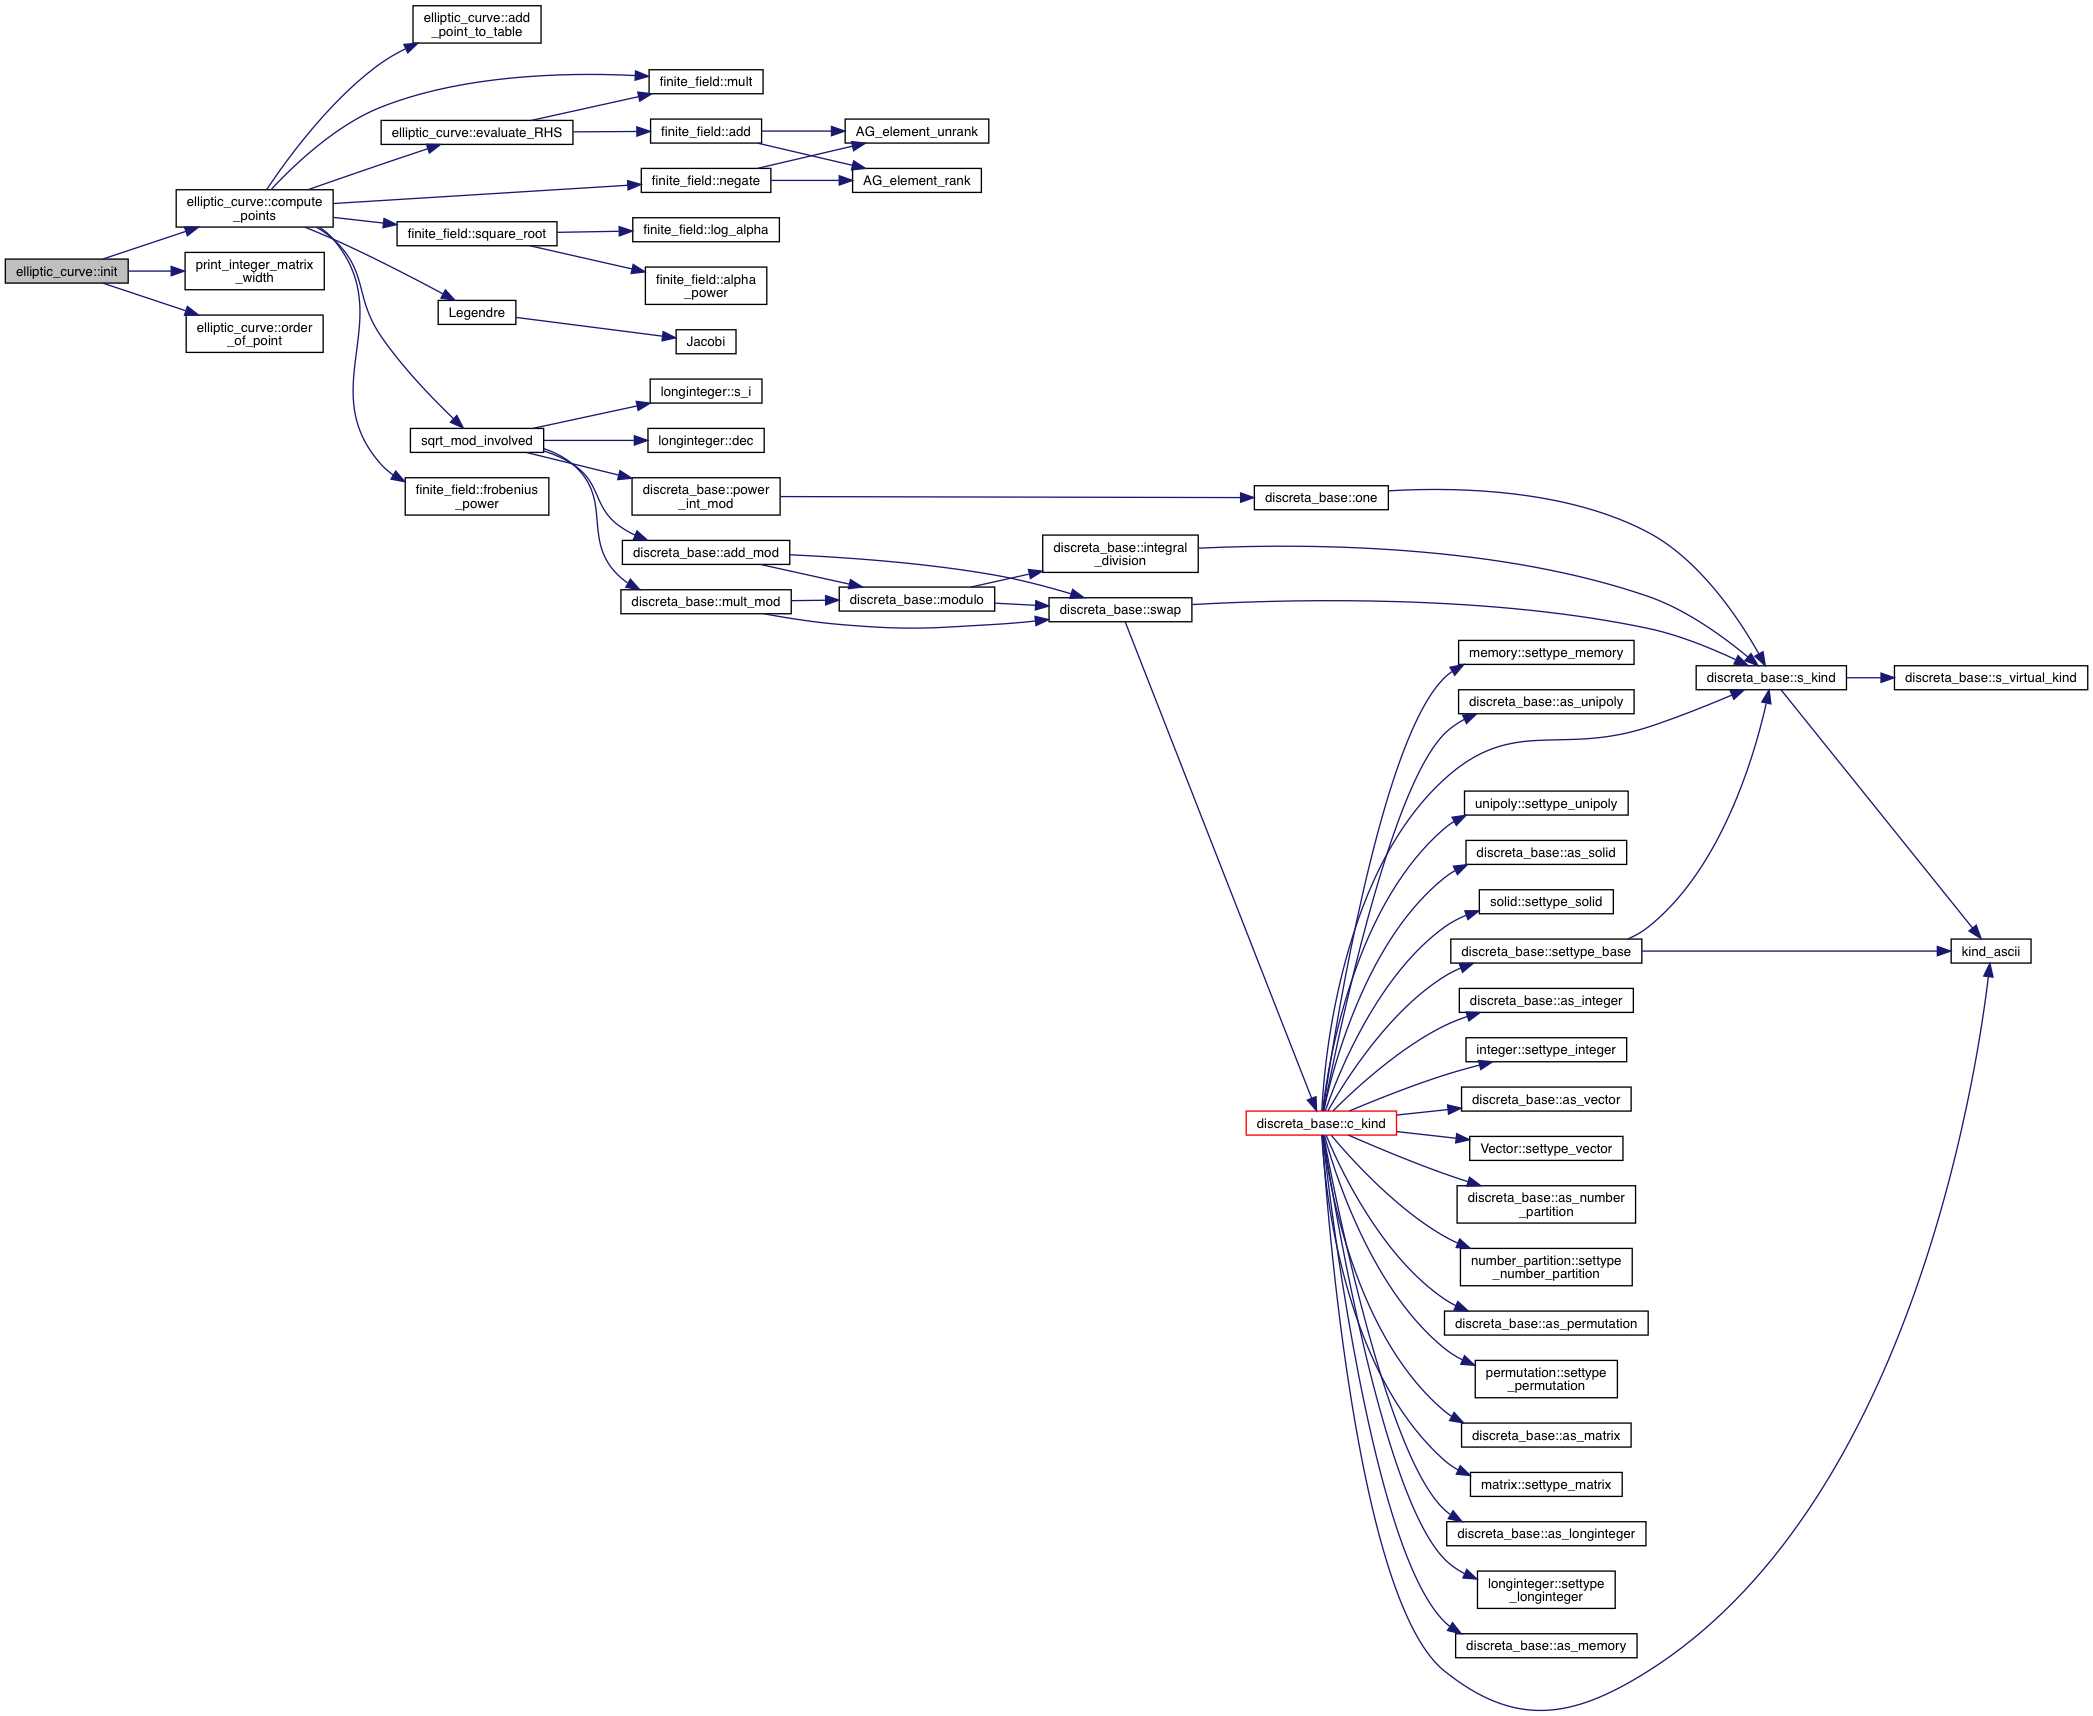 elliptic_curve::init
elliptic_curve::compute
_points
print_integer_matrix
_width
elliptic_curve::order
_of_point
elliptic_curve::add
_point_to_table
finite_field::mult
elliptic_curve::evaluate_RHS
finite_field::add
AG_element_unrank
finite_field::negate
AG_element_rank
finite_field::square_root
finite_field::log_alpha
finite_field::alpha
_power
Legendre
Jacobi
longinteger::s_i
sqrt_mod_involved
longinteger::dec
finite_field::frobenius
_power
discreta_base::power
_int_mod
discreta_base::one
discreta_base::add_mod
discreta_base::integral
_division
discreta_base::mult_mod
discreta_base::modulo
discreta_base::swap
memory::settype_memory
discreta_base::s_kind
discreta_base::s_virtual_kind
discreta_base::as_unipoly
unipoly::settype_unipoly
discreta_base::as_solid
solid::settype_solid
discreta_base::settype_base
kind_ascii
discreta_base::as_integer
integer::settype_integer
discreta_base::as_vector
discreta_base::c_kind
Vector::settype_vector
discreta_base::as_number
_partition
number_partition::settype
_number_partition
discreta_base::as_permutation
permutation::settype
_permutation
discreta_base::as_matrix
matrix::settype_matrix
discreta_base::as_longinteger
longinteger::settype
_longinteger
discreta_base::as_memory